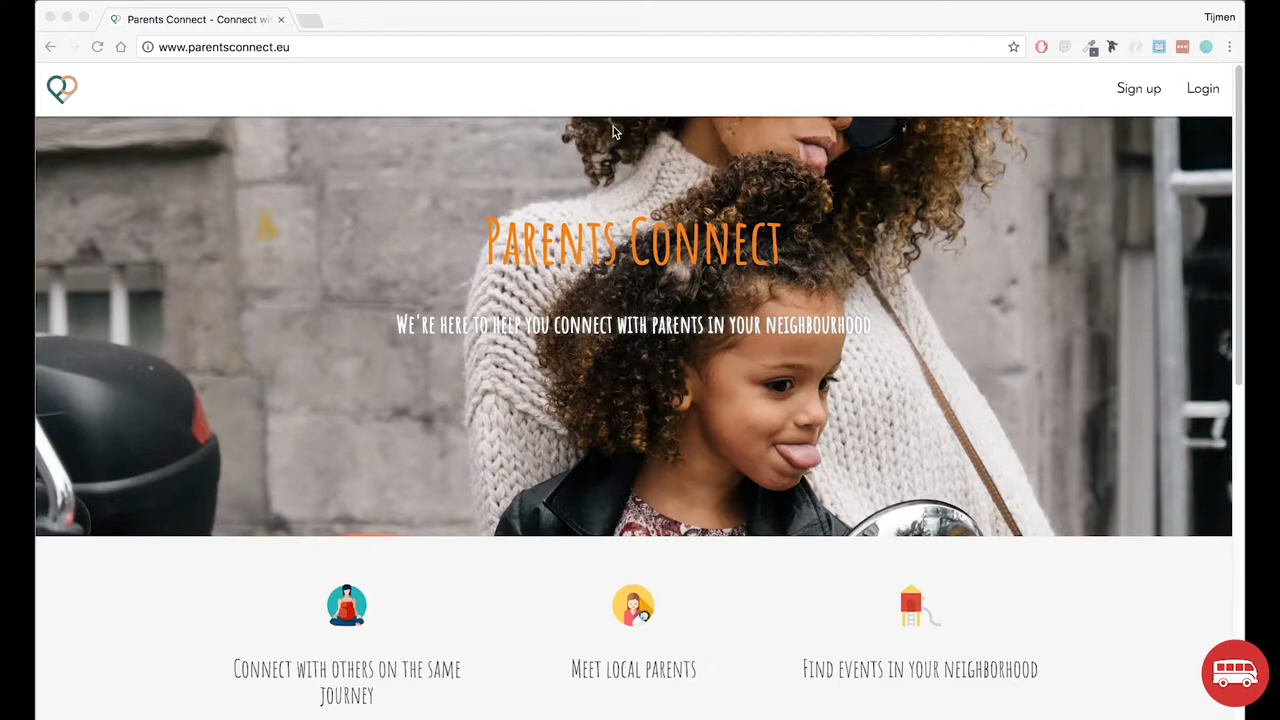 Parents Connect - Connect wi
Tijmen
www.parentsconnect.eu
Sign up
Login
Parents Connect
We're here to help you connect with parents in your neighbourhood
Connect with others on the same
journey
Meet local parents
Find events in your neighborhood